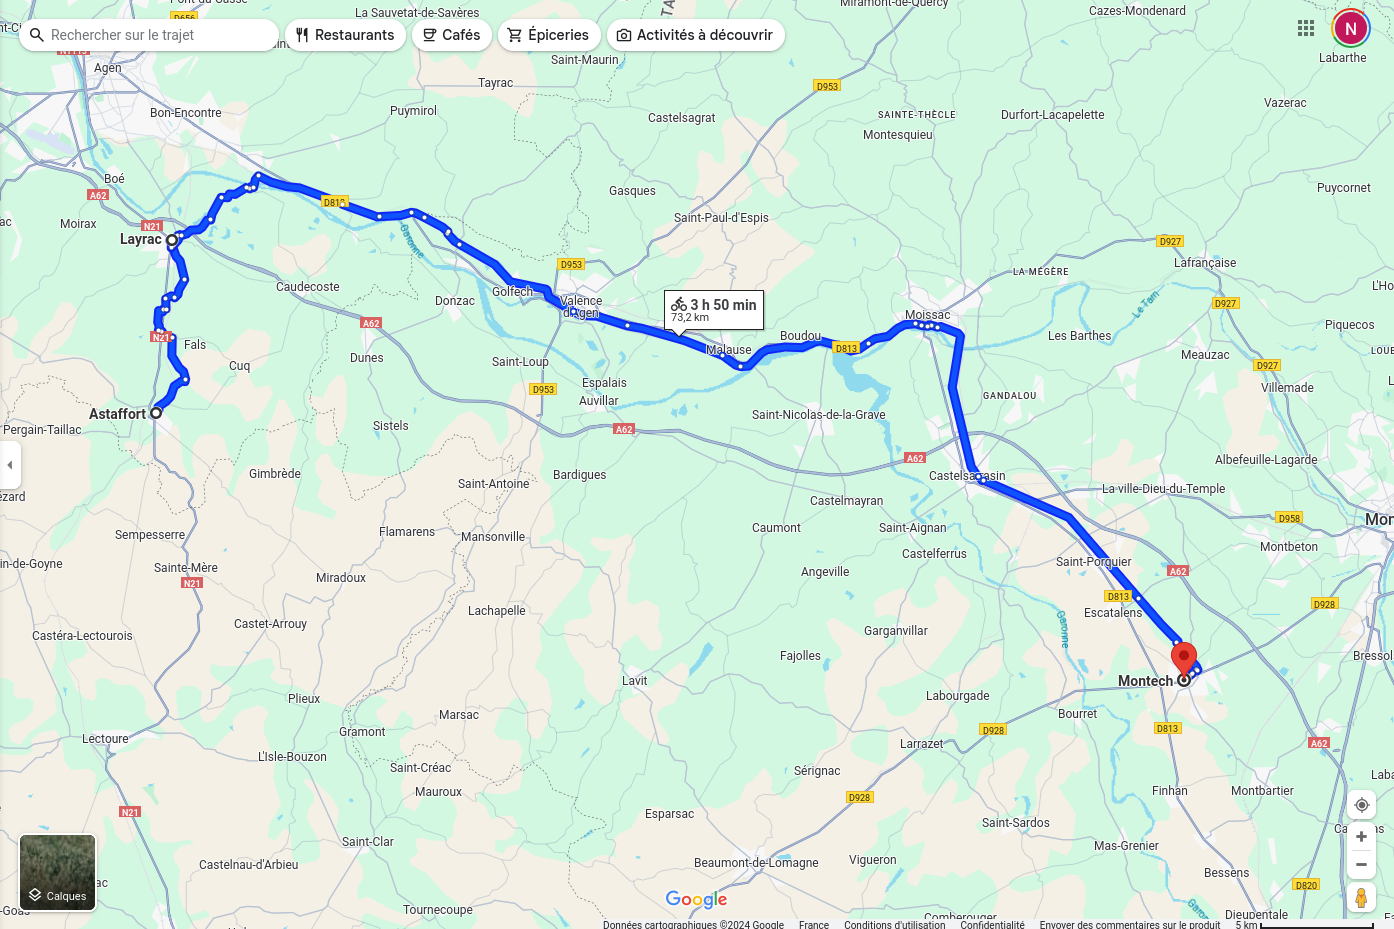 Pont-du-Casse
D656
La Sauvetat-de-Savères
Miramont-de-Quercy
Cazes-Mondenard
Rechercher sur le trajet
Restaurants
Cafés
Épiceries
Activités à découvrir
N
Saint-Maurin
Labarthe
Agen
Tayrac
D953
Bon-Encontre
Puymirol
Castelsagrat
SAINTE-THÈCLE
Durfort-Lacapelette
Vazerac
Montesquieu
Boé
A62
Gasques
Puycornet
Moirax
N21
D813
Saint-Paul-d'Espis
Layrac
Garonne
D927
D953
Lafrançaise
LA MÉGÈRE
Caudecoste
Golfech
Donzac
Valence
d'Agen
3 h 50 min
73,2 km
Le Tarn
D927
Moissac
A62
N21
Fals
Dunes
Boudou
Malause
D813
Les Barthes
Piquecos
Cuq
Saint-Loup
Meauzac
D927
Espalais
D953
Auvillar
GANDALOU
Villemade
Astaffort
Saint-Nicolas-de-la-Grave
Pergain-Taillac
Sistels
A62
A62
Albefeuille-Lagarde
Gimbrède
Bardigues
Castelsarrasin
Saint-Antoine
La ville-Dieu-du-Temple
Castelmayran
Sempesserre
Flamarens
Mansonville
Caumont
Saint-Aignan
D958
Montbeton
Castelferrus
Sainte-Mère
N21
Miradoux
Angeville
Saint-Porquier
A62
Lachapelle
D813
Escatalens
D928
Castet-Arrouy
Castéra-Lectourois
Garganvillar
Garonne
Fajolles
Lavit
Montech
Plieux
Labourgade
Marsac
Bourret
Lectoure
Gramont
D928
D813
A62
L'Isle-Bouzon
Larrazet
Saint-Créac
Sérignac
Mauroux
D928
Finhan
Montbartier
N21
Esparsac
Saint-Sardos
Saint-Clar
Mas-Grenier
Castelnau-d'Arbieu
Beaumont-de-Lomagne
Vigueron
Bessens
D820
Calques
Google
Tournecoupe
Comberouger
Dieupentale
Données cartographiques ©2024 Google
France
Conditions d'utilisation
Confidentialité
Envoyer des commentaires sur le produit
5 km